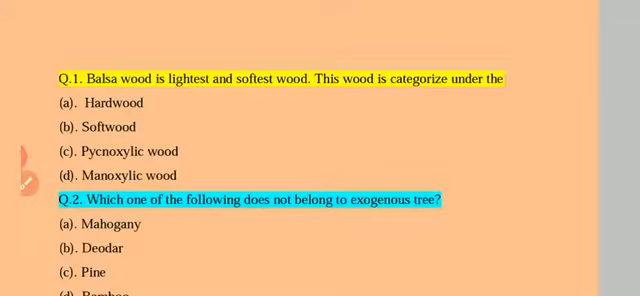 Q.1. Balsa wood is lightest and softest wood. This wood is categorize under the
(a). Hardwood
(b). Softwood
(c). Pycnoxylic wood
(d). Manoxylic wood
Q.2. Which one of the following does not belong to exogenous tree?
(a). Mahogany
(b). Deodar
(c). Pine
(d). Bamboo